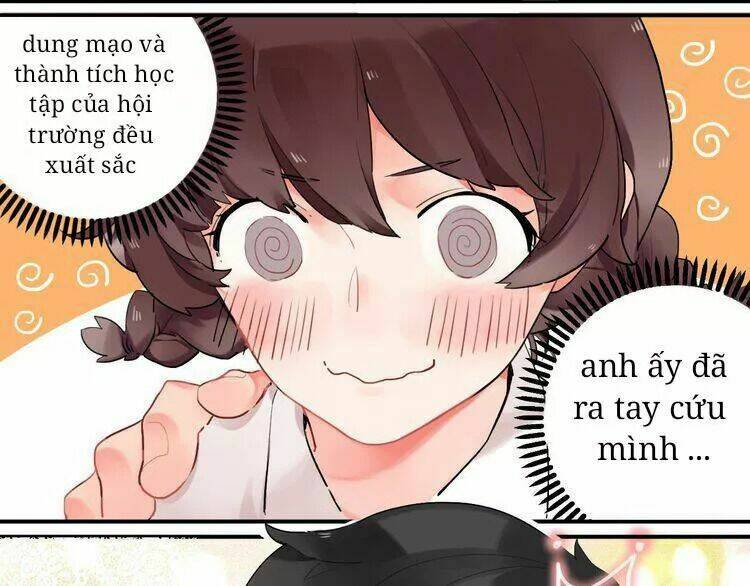 dung mạo và
thành tích học
tập của hội
trường đều
xuất sắc
anh ấy đã
ra tay cứu
mình ...